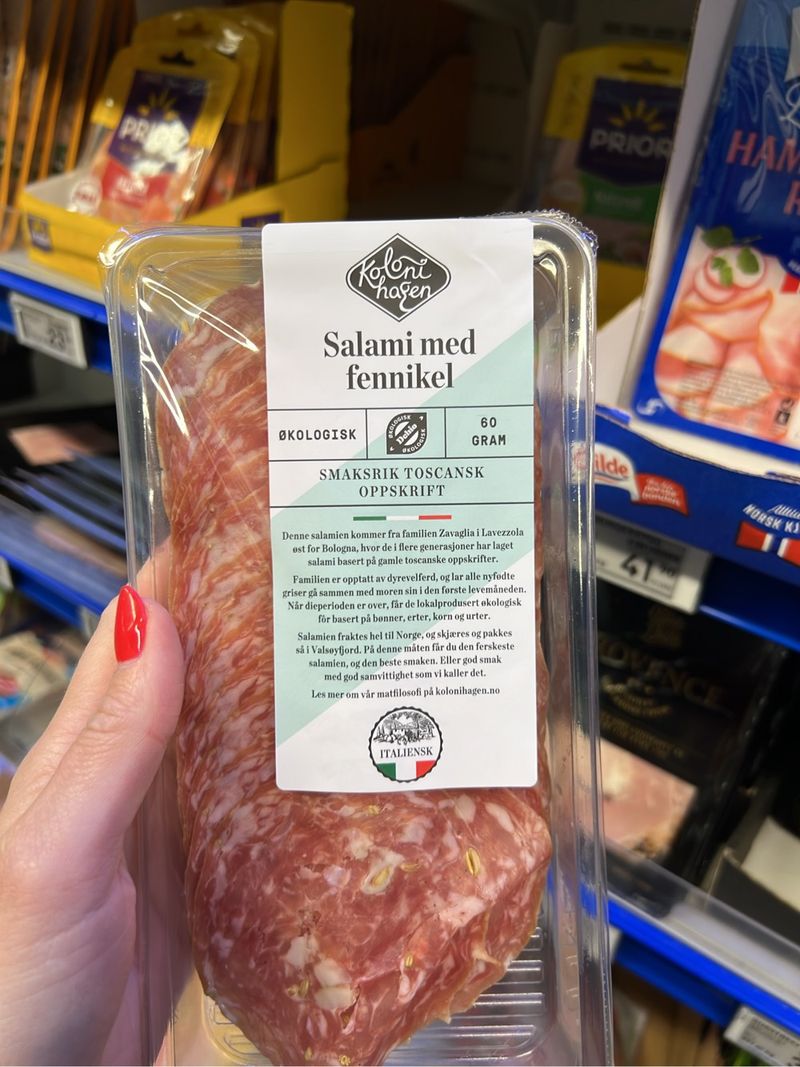 PRIOR
PRIOR
HAM
Koloni
hagen
Salami med
fennikel
ØKOLOGISK
ØKOLOGISK
Debio
ØKOLOGISK
60
GRAM
SMAKSRIK TOSCANSK
OPPSKRIFT
Denne salamien kommer fra familien Zavaglia i Lavezzola
øst for Bologna, hvor de i flere generasjoner har laget
salami basert på gamle toscanske oppskrifter.
Familien er opptatt av dyrevelferd, og lar alle nyfødte
griser gå sammen med moren sin i den første levemåneden.
Når dieperioden er over, får de lokalprodusert økologisk
fôr basert på bønner, erter, korn og urter.
Salamien fraktes hel til Norge, og skjæres og pakkes
så i Valsøyfjord. På denne måten får du den ferskeste
salamien, og den beste smaken. Eller god smak
med god samvittighet som vi kaller det.
Les mer om vår matfilosofi på kolonihagen.no
ITALIENSK
ilde
NORSK KJ
41
OVENCE